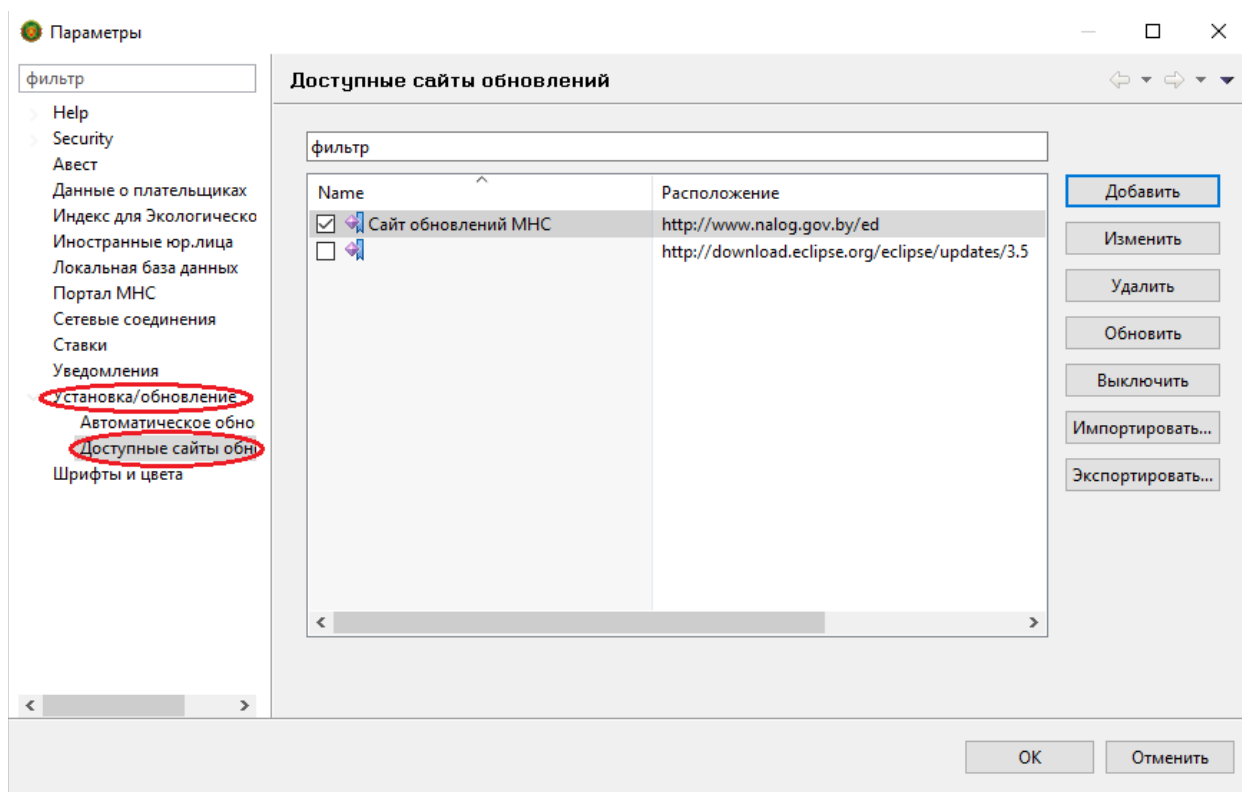 Параметры
фильтр
Help
Security
Авест
Данные о плательщиках
Индекс для Экологическо
Иностранные юр.лица
Локальная база данных
Портал МНС
Сетевые соединения
Ставки
Уведомления
Установка/обновление
Автоматическое обно
Доступные сайты обн
Шрифты и цвета
Доступные сайты обновлений
фильтр
Name Расположение
Сайт обновлений МНС http://www.nalog.gov.by/ed
http://download.eclipse.org/eclipse/updates/3.5
Добавить
Изменить
Удалить
Обновить
Выключить
Импортировать...
Экспортировать...
OK Отменить